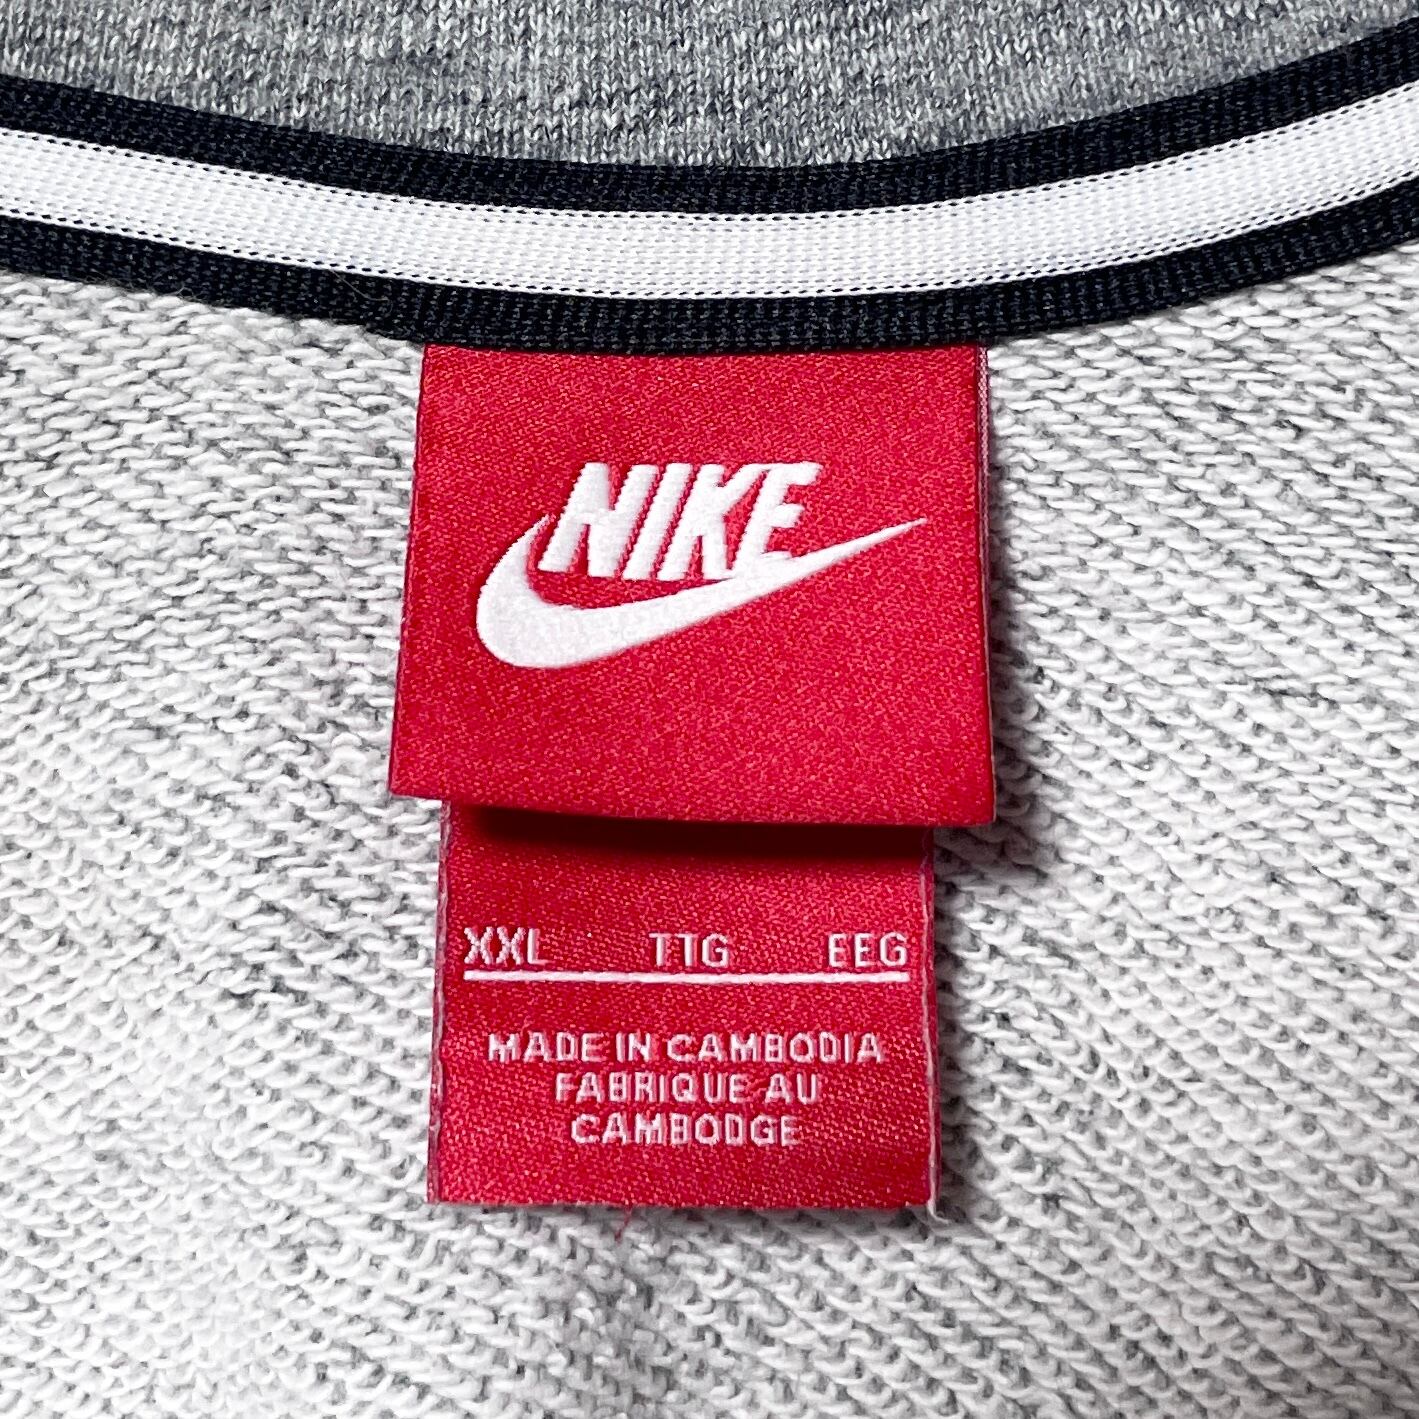 NIKE
XXL TTG EEG
MADE IN CAMBODIA
FABRIQUE AU
CAMBODGE